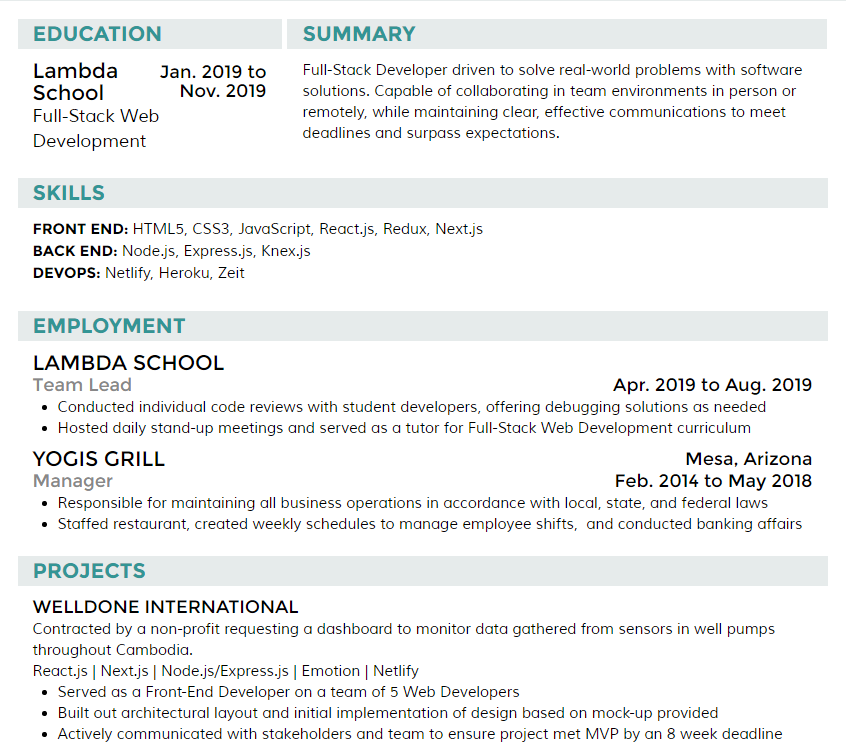 EDUCATION
Lambda School
Jan. 2019 to Nov. 2019
Full-Stack Web
Development
SUMMARY
Full-Stack Developer driven to solve real-world problems with software
solutions. Capable of collaborating in team environments in person or
remotely, while maintaining clear, effective communications to meet
deadlines and surpass expectations.
SKILLS
FRONT END: HTML5, CSS3, JavaScript, React.js, Redux, Next.js
BACK END: Node.js, Express.js, Knex.js
DEVOPS: Netlify, Heroku, Zeit
EMPLOYMENT
LAMBDA SCHOOL
Team Lead Apr. 2019 to Aug. 2019
• Conducted individual code reviews with student developers, offering debugging solutions as needed
• Hosted daily stand-up meetings and served as a tutor for Full-Stack Web Development curriculum
YOGIS GRILL Mesa, Arizona
Manager Feb. 2014 to May 2018
• Responsible for maintaining all business operations in accordance with local, state, and federal laws
• Staffed restaurant, created weekly schedules to manage employee shifts,  and conducted banking affairs
PROJECTS
WELLDONE INTERNATIONAL
Contracted by a non-profit requesting a dashboard to monitor data gathered from sensors in well pumps
throughout Cambodia.
React.js | Next.js | Node.js/Express.js | Emotion | Netlify
• Served as a Front-End Developer on a team of 5 Web Developers
• Built out architectural layout and initial implementation of design based on mock-up provided
• Actively communicated with stakeholders and team to ensure project met MVP by an 8 week deadline